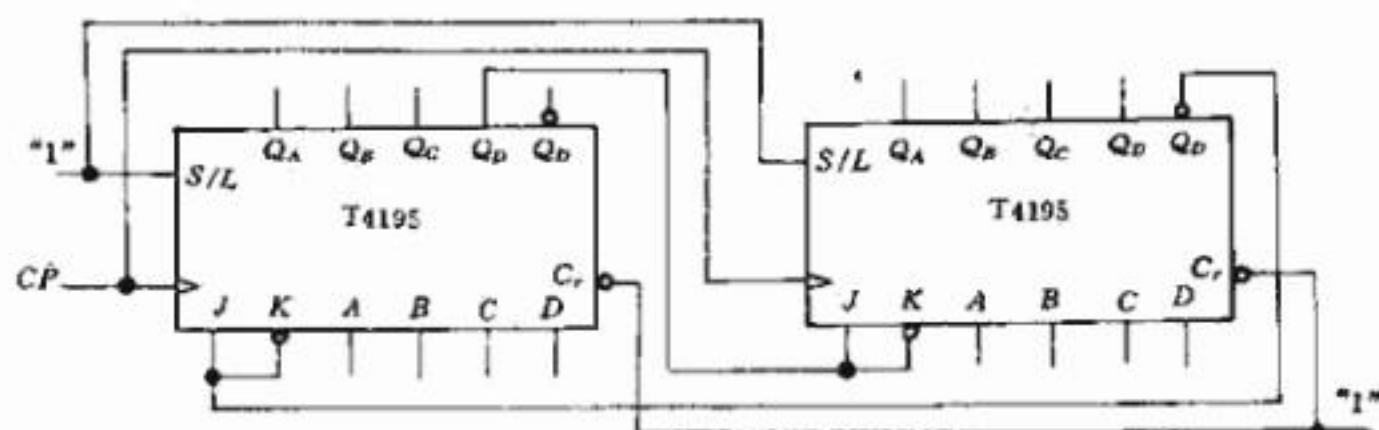 Q_A Q_B Q_C Q_D Q_D
Q_A Q_B Q_C Q_D Q_D
"1"
S/L
S/L
T4195
T4195
CP
C_r
C_r
J K A B C D
J K A B C D
"1"